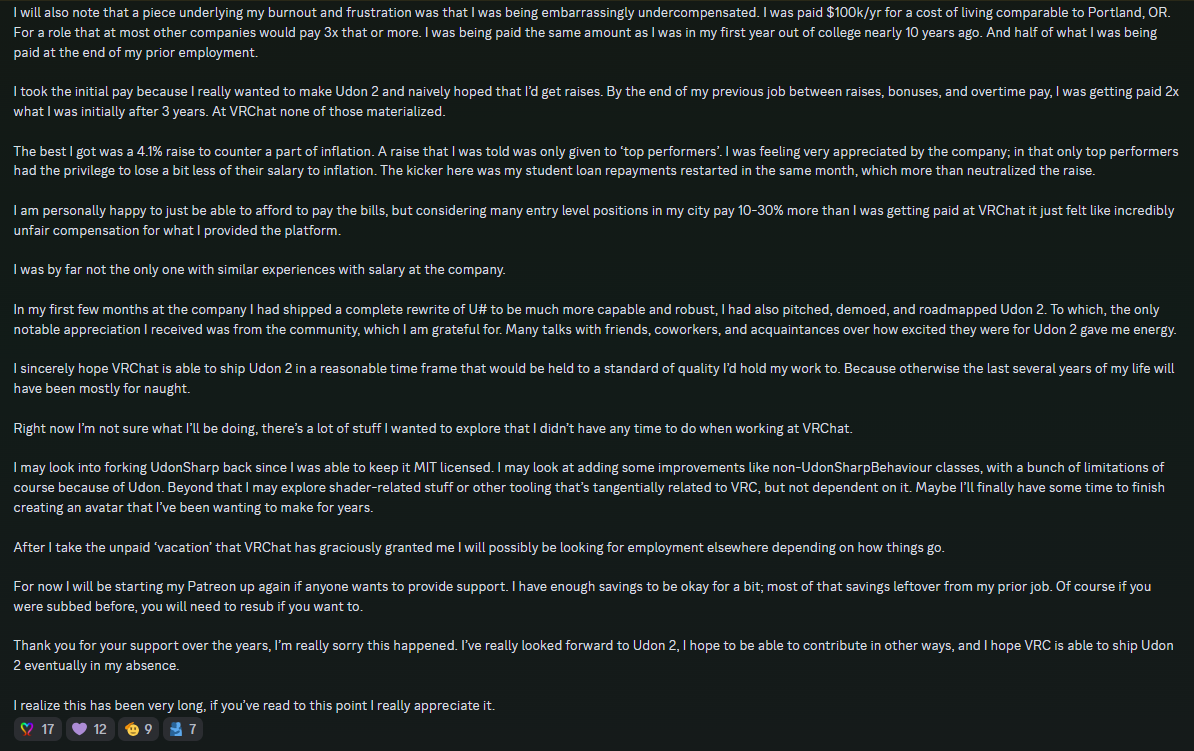 I will also note that a piece underlying my burnout and frustration was that I was being embarrassingly undercompensated. I was paid $100k/yr for a cost of living comparable to Portland, OR.
For a role that at most other companies would pay 3x that or more. I was being paid the same amount as I was in my first year out of college nearly 10 years ago. And half of what I was being
paid at the end of my prior employment.
I took the initial pay because I really wanted to make Udon 2 and naively hoped that I'd get raises. By the end of my previous job between raises, bonuses, and overtime pay, I was getting paid 2x
what I was initially after 3 years. At VRChat none of those materialized.
The best I got was a 4.1% raise to counter a part of inflation. A raise that I was told was only given to ‘top performers’. I was feeling very appreciated by the company; in that only top performers
had the privilege to lose a bit less of their salary to inflation. The kicker here was my student loan repayments restarted in the same month, which more than neutralized the raise.
I am personally happy to just be able to afford to pay the bills, but considering many entry level positions in my city pay 10-30% more than I was getting paid at VRChat it just felt like incredibly
unfair compensation for what I provided the platform.
I was by far not the only one with similar experiences with salary at the company.
In my first few months at the company I had shipped a complete rewrite of U# to be much more capable and robust, I had also pitched, demoed, and roadmapped Udon 2. To which, the only
notable appreciation I received was from the community, which I am grateful for. Many talks with friends, coworkers, and acquaintances over how excited they were for Udon 2 gave me energy.
I sincerely hope VRChat is able to ship Udon 2 in a reasonable time frame that would be held to a standard of quality I'd hold my work to. Because otherwise the last several years of my life will
have been mostly for naught.
Right now I'm not sure what I'll be doing, there's a lot of stuff I wanted to explore that I didn't have any time to do when working at VRChat.
I may look into forking UdonSharp back since I was able to keep it MIT licensed. I may look at adding some improvements like non-UdonSharpBehaviour classes, with a bunch of limitations of
course because of Udon. Beyond that I may explore shader-related stuff or other tooling that's tangentially related to VRC, but not dependent on it. Maybe I'll finally have some time to finish
creating an avatar that I've been wanting to make for years.
After I take the unpaid ‘vacation’ that VRChat has graciously granted me I will possibly be looking for employment elsewhere depending on how things go.
For now I will be starting my Patreon up again if anyone wants to provide support. I have enough savings to be okay for a bit; most of that savings leftover from my prior job. Of course if you
were subbed before, you will need to resub if you want to.
Thank you for your support over the years, I'm really sorry this happened. I've really looked forward to Udon 2, I hope to be able to contribute in other ways, and I hope VRC is able to ship Udon
2 eventually in my absence.
I realize this has been very long, if you've read to this point I really appreciate it.
17 12 9 7